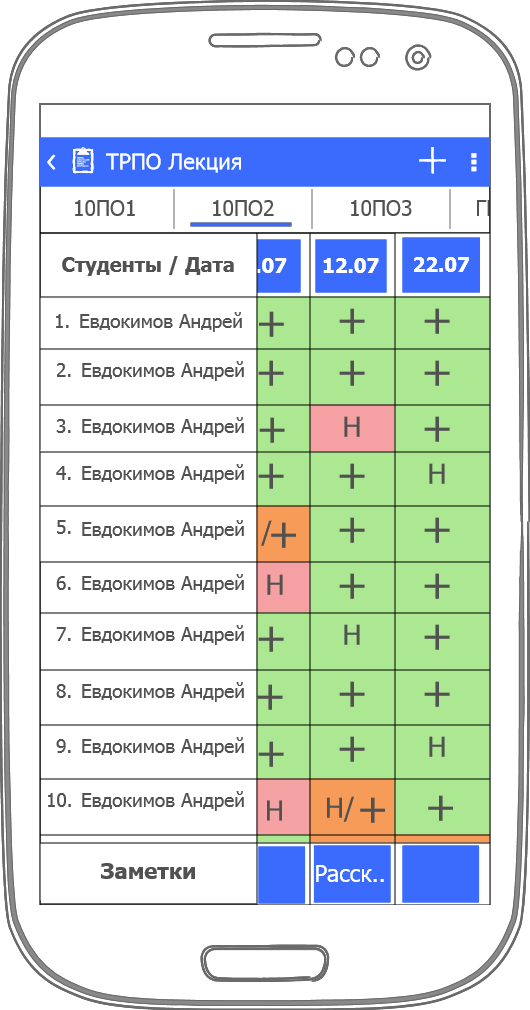 ТРПО Лекция
10ПО1 10ПО2 10ПО3
Студенты / Дата .07 12.07 22.07
1. Евдокимов Андрей + + +
2. Евдокимов Андрей + + +
3. Евдокимов Андрей + Н +
4. Евдокимов Андрей + + Н
5. Евдокимов Андрей /+ + +
6. Евдокимов Андрей Н + +
7. Евдокимов Андрей + Н +
8. Евдокимов Андрей + + +
9. Евдокимов Андрей + + Н
10. Евдокимов Андрей Н Н/+ +
Заметки Расск..